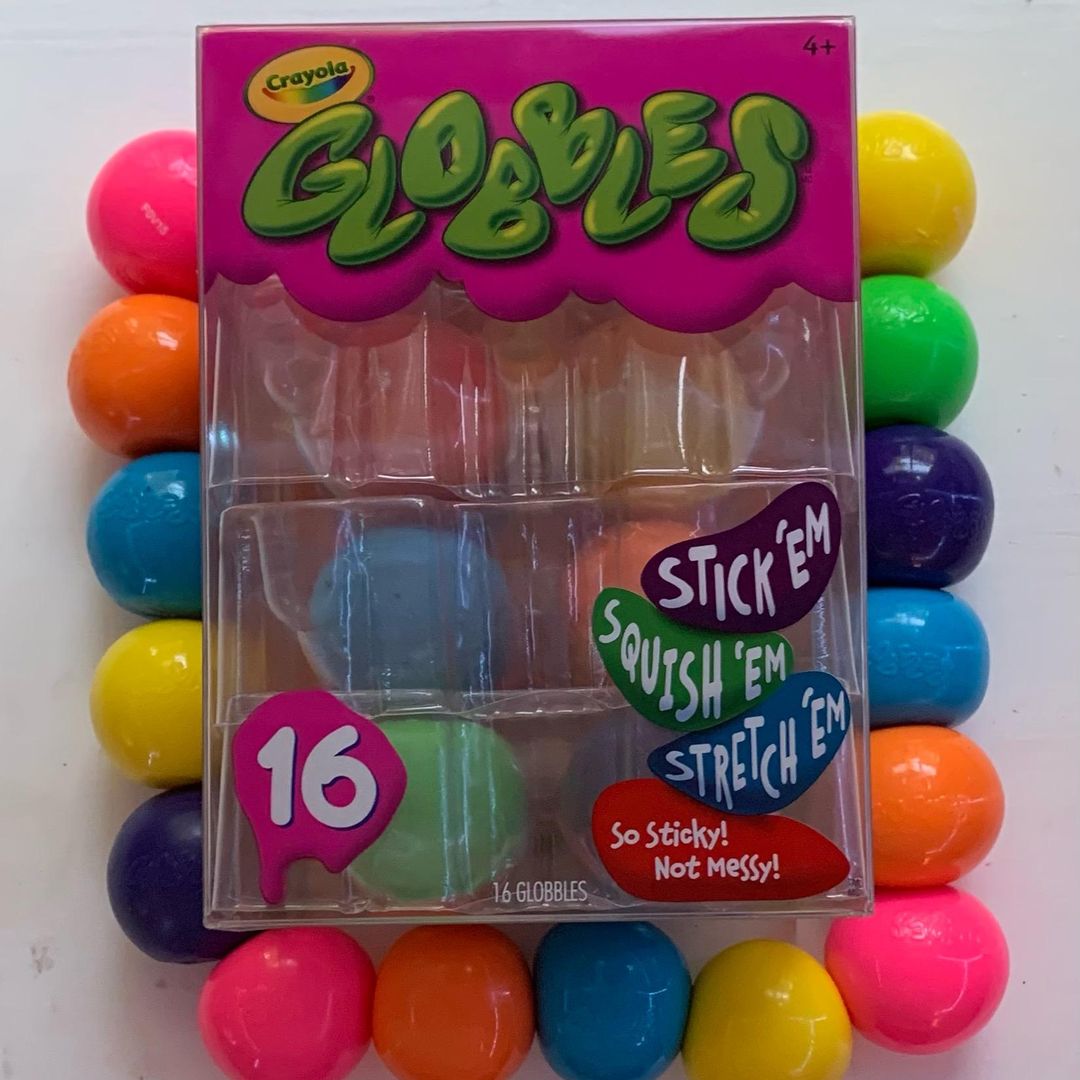 4+
Crayola
GLOBBLES
STICK 'EM
SQUISH 'EM
STRETCH 'EM
16
So Sticky!
Not Messy!
16 GLOBBLES